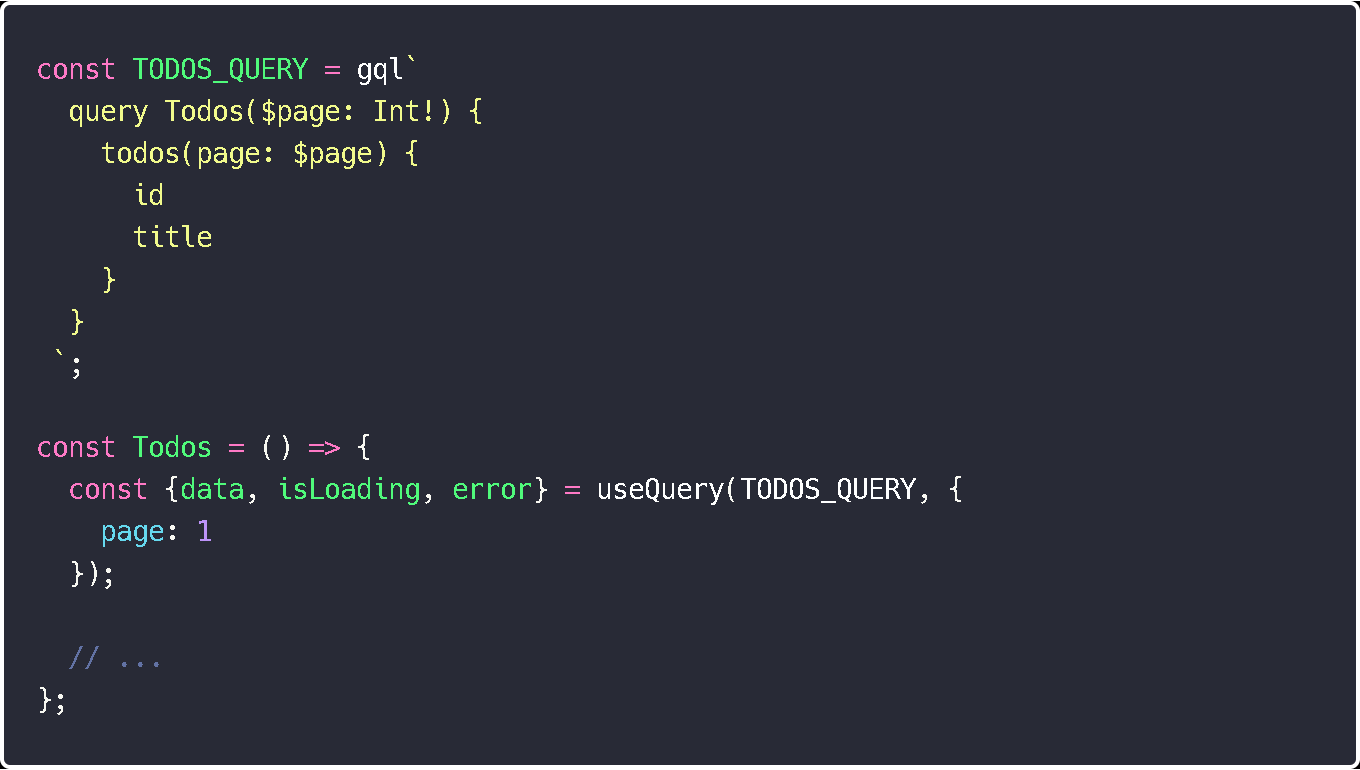 const TODOS_QUERY = gql`
  query Todos($page: Int!) {
    todos(page: $page) {
      id
      title
    }
  }
 `;

const Todos = () => {
  const {data, isLoading, error} = useQuery(TODOS_QUERY, {
    page: 1
  });

  // ...
};